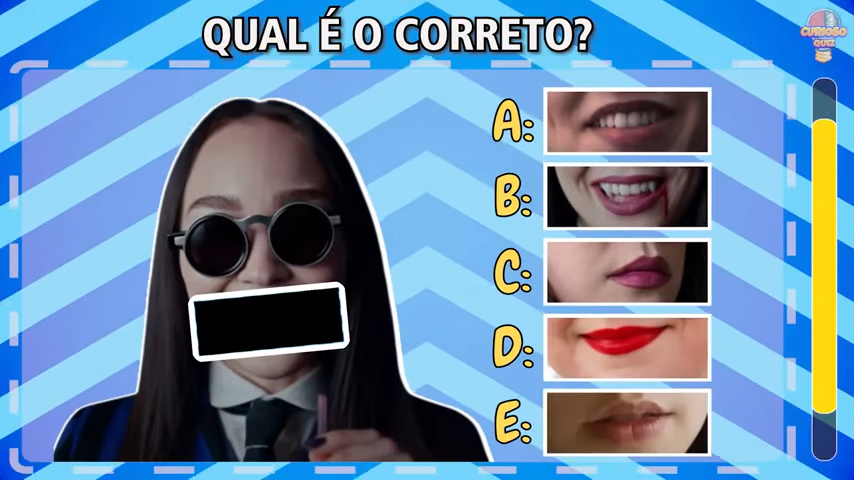 QUAL É O CORRETO?
CURIOSO
QUIZ
A:
B:
C:
D:
E: